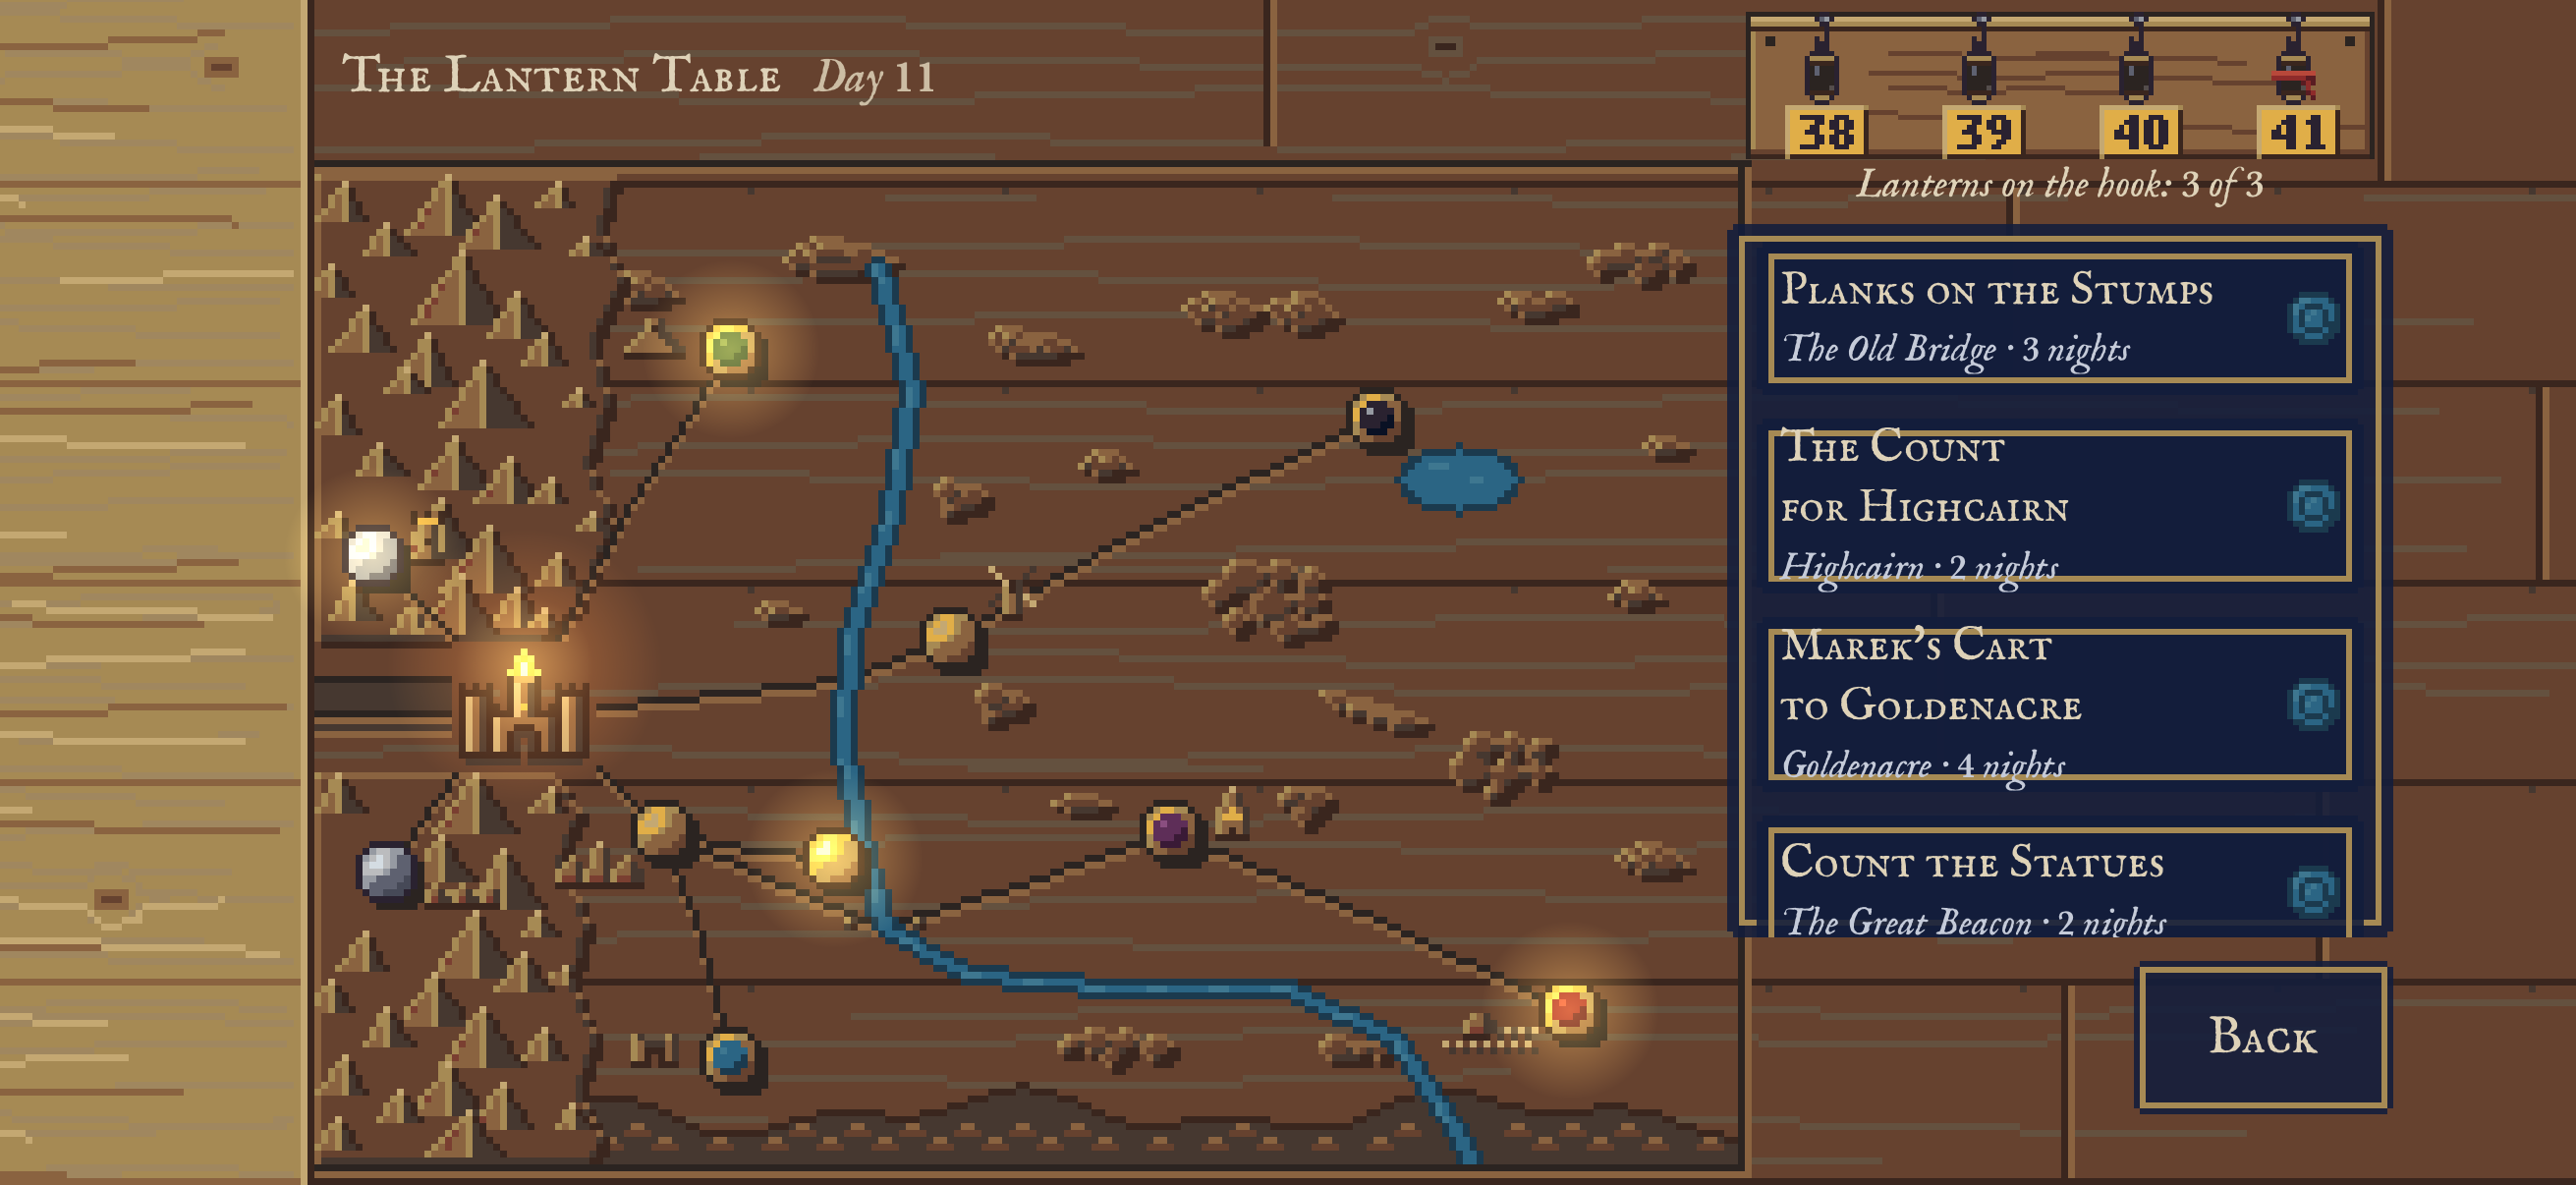 The Lantern Table Day 11
38 39 40 41
Lanterns on the hook: 3 of 3
Planks on the Stumps
The Old Bridge · 3 nights
The Count
for Highcairn
Highcairn · 2 nights
Marek's Cart
to Goldenacre
Goldenacre · 4 nights
Count the Statues
The Great Beacon · 2 nights
Back